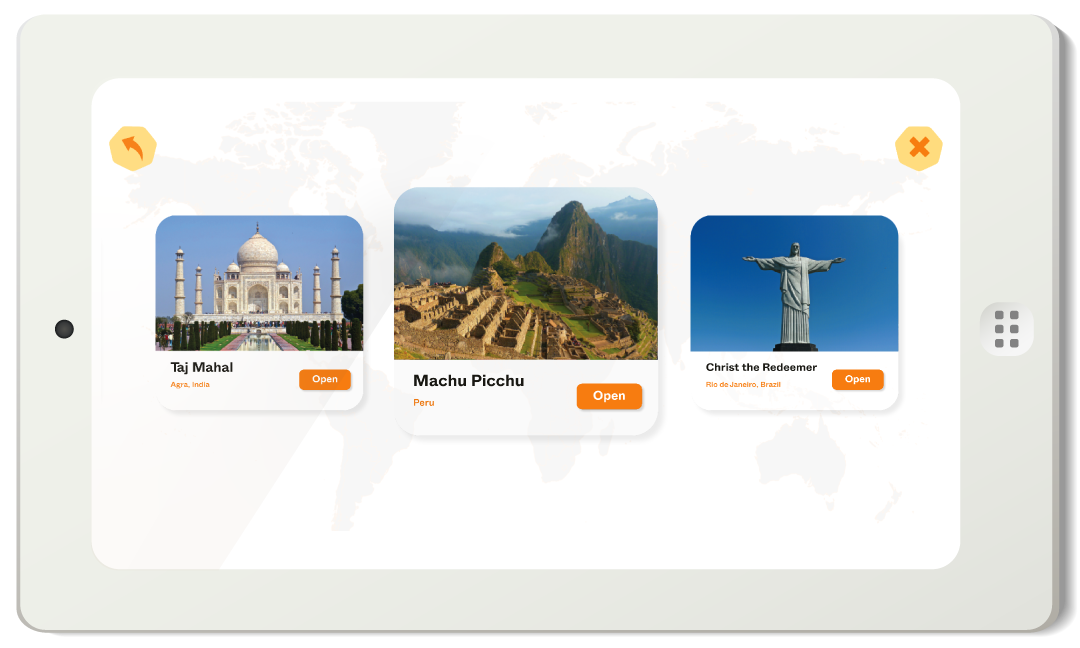 Taj Mahal
Agra, India
Open
Machu Picchu
Peru
Open
Christ the Redeemer
Rio de Janeiro, Brazil
Open